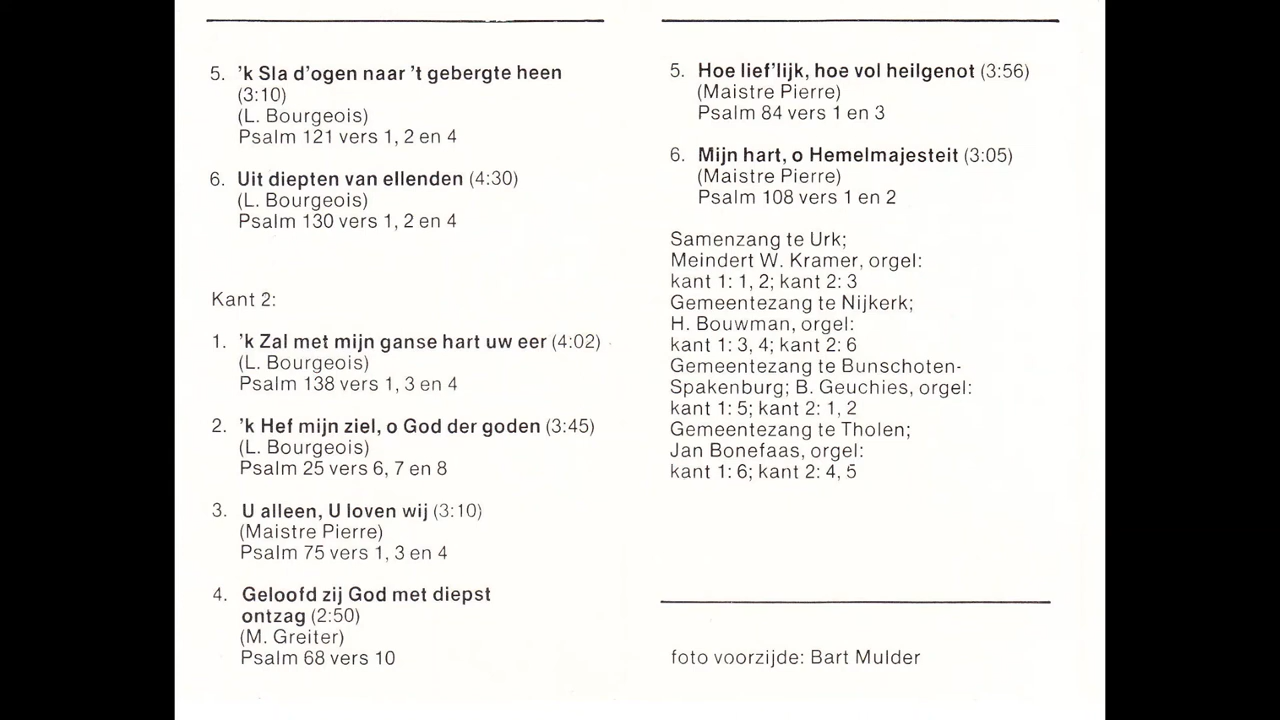 5. 'k Sla d'ogen naar 't gebergte heen
(3:10)
(L. Bourgeois)
Psalm 121 vers 1, 2 en 4
6. Uit diepten van ellenden (4:30)
(L. Bourgeois)
Psalm 130 vers 1, 2 en 4
Kant 2:
1. 'k Zal met mijn ganse hart uw eer (4:02)
(L. Bourgeois)
Psalm 138 vers 1, 3 en 4
2. 'k Hef mijn ziel, o God der goden (3:45)
(L. Bourgeois)
Psalm 25 vers 6, 7 en 8
3. U alleen, U loven wij (3:10)
(Maistre Pierre)
Psalm 75 vers 1, 3 en 4
4. Geloofd zij God met diepst
ontzag (2:50)
(M. Greiter)
Psalm 68 vers 10
5. Hoe lief'lijk, hoe vol heilgenot (3:56)
(Maistre Pierre)
Psalm 84 vers 1 en 3
6. Mijn hart, o Hemelmajesteit (3:05)
(Maistre Pierre)
Psalm 108 vers 1 en 2
Samenzang te Urk;
Meindert W. Kramer, orgel:
kant 1: 1, 2; kant 2: 3
Gemeentezang te Nijkerk;
H. Bouwman, orgel:
kant 1: 3, 4; kant 2: 6
Gemeentezang te Bunschoten-
Spakenburg; B. Geuchies, orgel:
kant 1: 5; kant 2: 1, 2
Gemeentezang te Tholen;
Jan Bonefaas, orgel:
kant 1: 6; kant 2: 4, 5
foto voorzijde: Bart Mulder